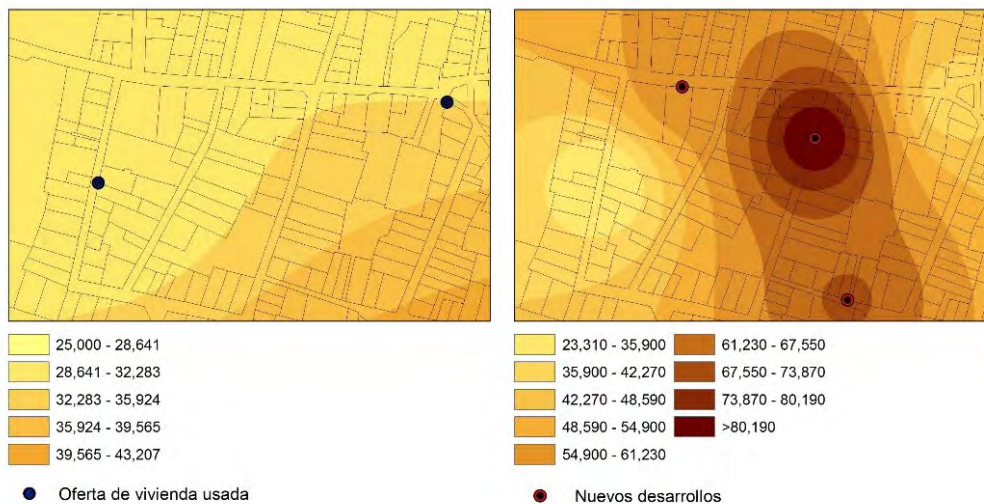 25,000 - 28,641
28,641 - 32,283
32,283 - 35,924
35,924 - 39,565
39,565 - 43,207
Oferta de vivienda usada
23,310 - 35,900
35,900 - 42,270
42,270 - 48,590
48,590 - 54,900
54,900 - 61,230
61,230 - 67,550
67,550 - 73,870
73,870 - 80,190
>80,190
Nuevos desarrollos